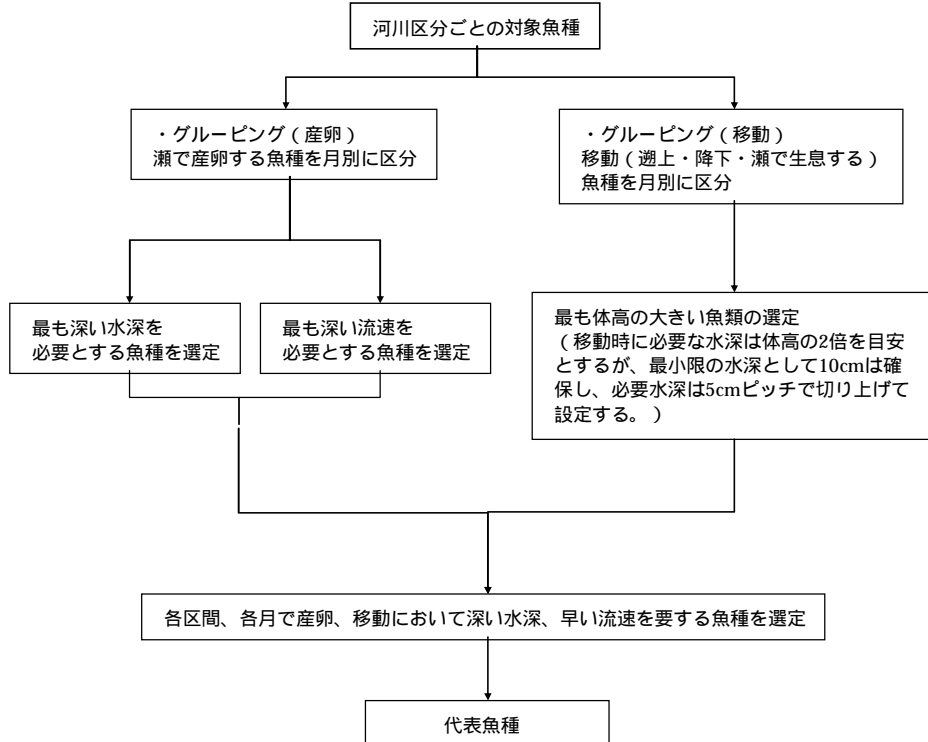 河川区分ごとの対象魚種
・グルーピング（産卵）
瀬で産卵する魚種を月別に区分
・グルーピング（移動）
移動（遡上・降下・瀬で生息する）
魚種を月別に区分
最も深い水深を
必要とする魚種を選定
最も深い流速を
必要とする魚種を選定
最も体高の大きい魚類の選定
（移動時に必要な水深は体高の2倍を目安
とするが、最小限の水深として10cmは確
保し、必要水深は5cmピッチで切り上げて
設定する。）
各区間、各月で産卵、移動において深い水深、早い流速を要する魚種を選定
代表魚種